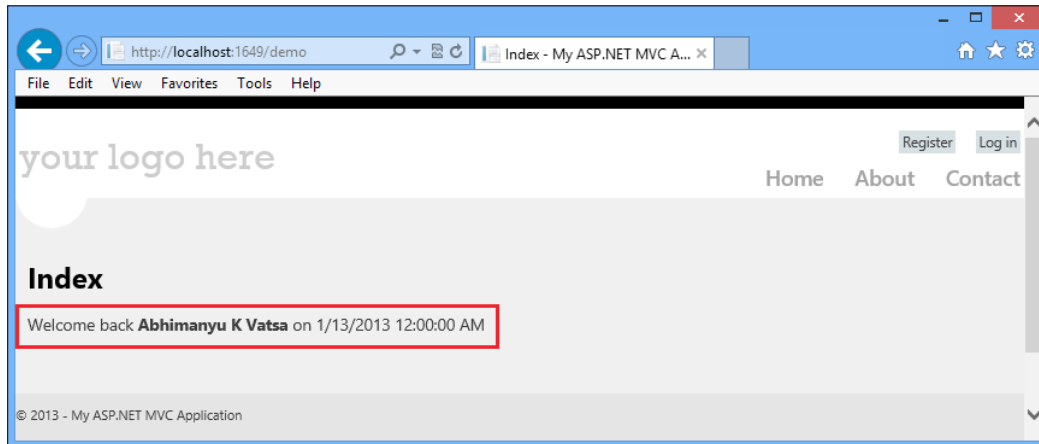 http://localhost:1649/demo
Index - My ASP.NET MVC A...
File Edit View Favorites Tools Help
your logo here
Register Log in
Home About Contact
Index
Welcome back Abhimanyu K Vatsa on 1/13/2013 12:00:00 AM
© 2013 - My ASP.NET MVC Application